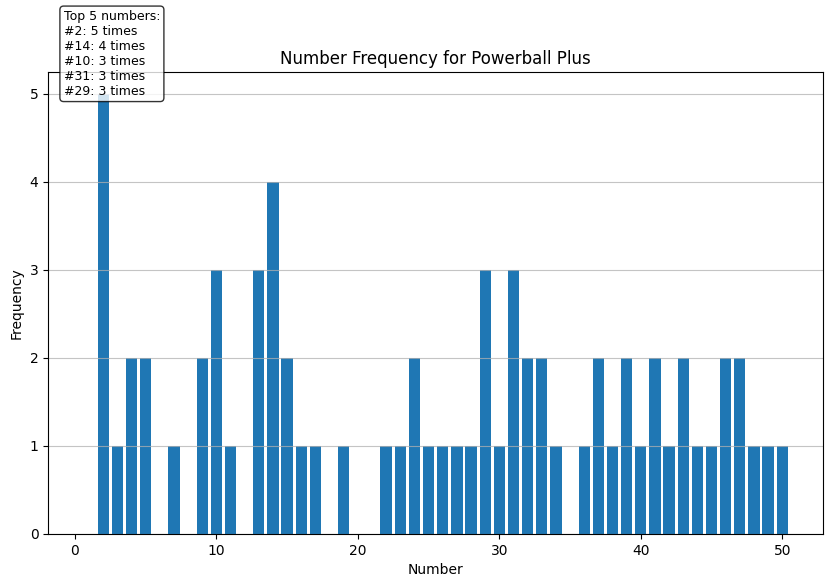 Top 5 numbers:
#2: 5 times
#14: 4 times
#10: 3 times
#31: 3 times
#29: 3 times
Number Frequency for Powerball Plus
5
4
3
2
1
0
Frequency
0 10 20 30 40 50
Number